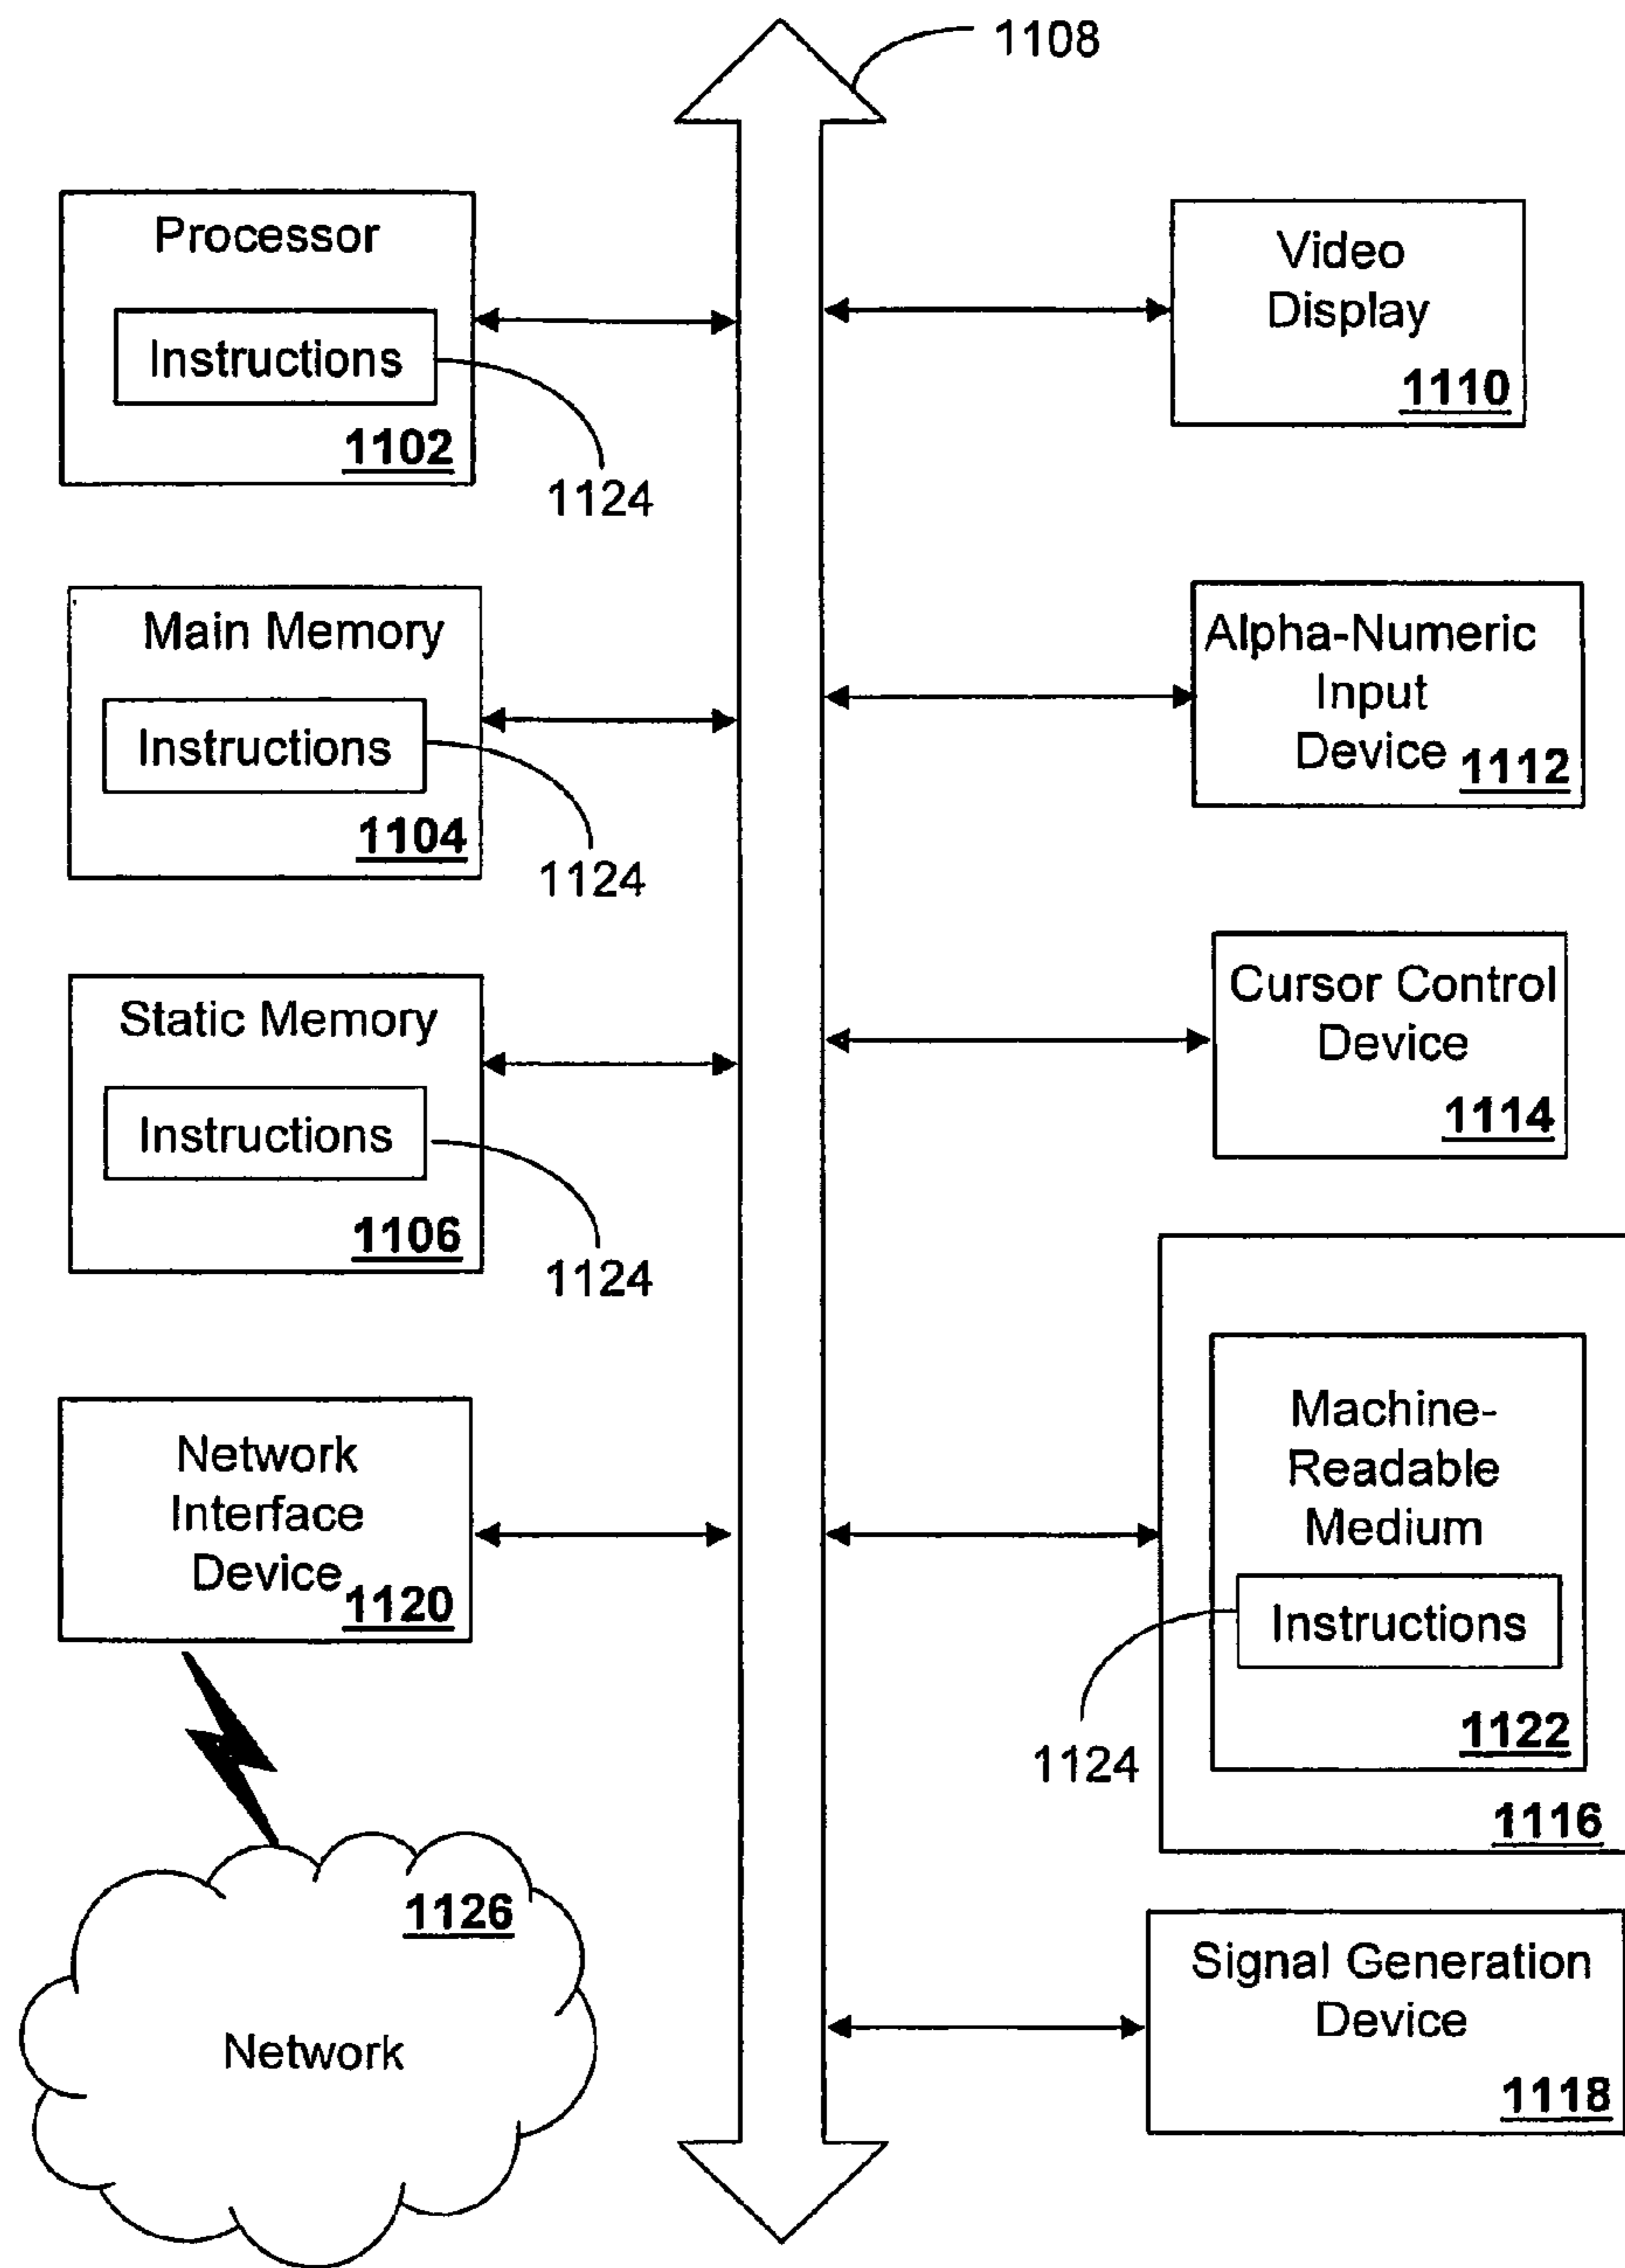 1108
Processor
Instructions
1102
1124
Main Memory
Instructions
1104
1124
Static Memory
Instructions
1106
1124
Network
Interface
Device
1120
1126
Network
Video
Display
1110
Alpha-Numeric
Input
Device
1112
Cursor Control
Device
1114
Machine-
Readable
Medium
Instructions
1124
1122
1116
Signal Generation
Device
1118